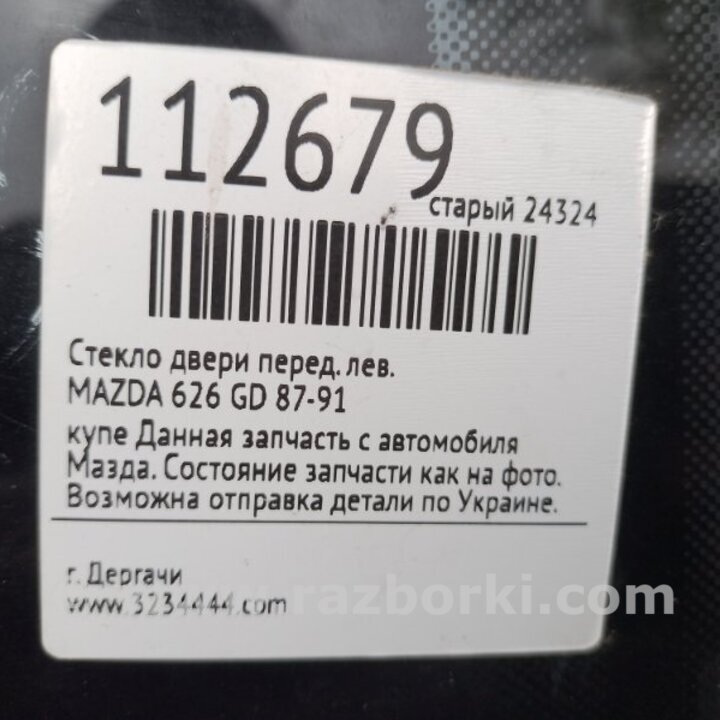 112679
старый 24324
Стекло двери перед. лев.
MAZDA 626 GD 87-91
купе Данная запчасть с автомобиля
Мазда. Состояние запчасти как на фото.
Возможна отправка детали по Украине.
г. Дергачи
www.3234444.com
razborki.com